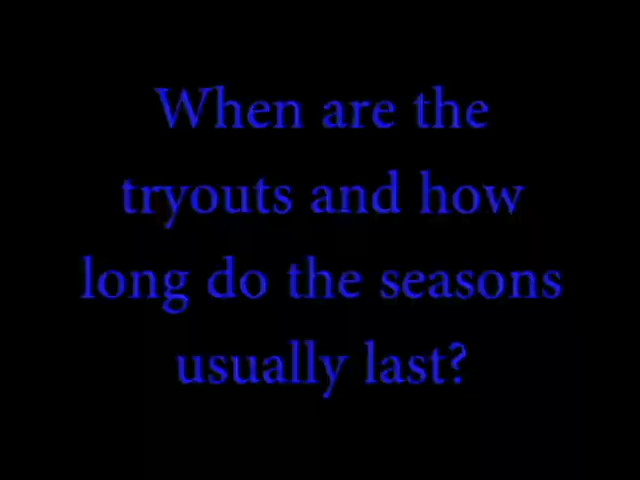 When are the
tryouts and how
long do the seasons
usually last?